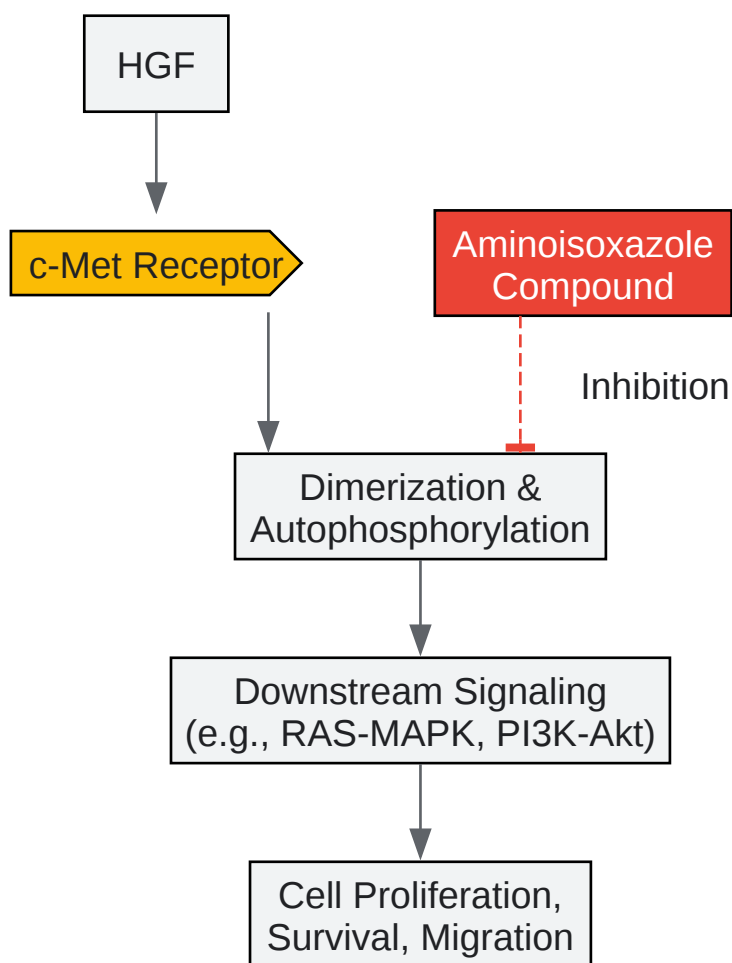 HGF
c-Met Receptor
Aminoisoxazole
Compound
Inhibition
Dimerization &
Autophosphorylation
Downstream Signaling
(e.g., RAS-MAPK, PI3K-Akt)
Cell Proliferation,
Survival, Migration